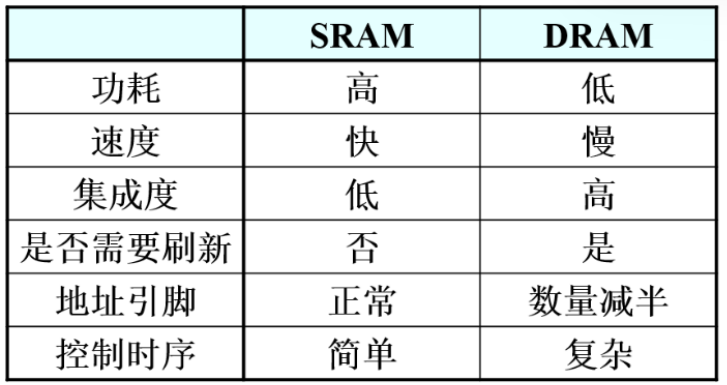 SRAM DRAM
功耗 高 低
速度 快 慢
集成度 低 高
是否需要刷新 否 是
地址引脚 正常 数量减半
控制时序 简单 复杂